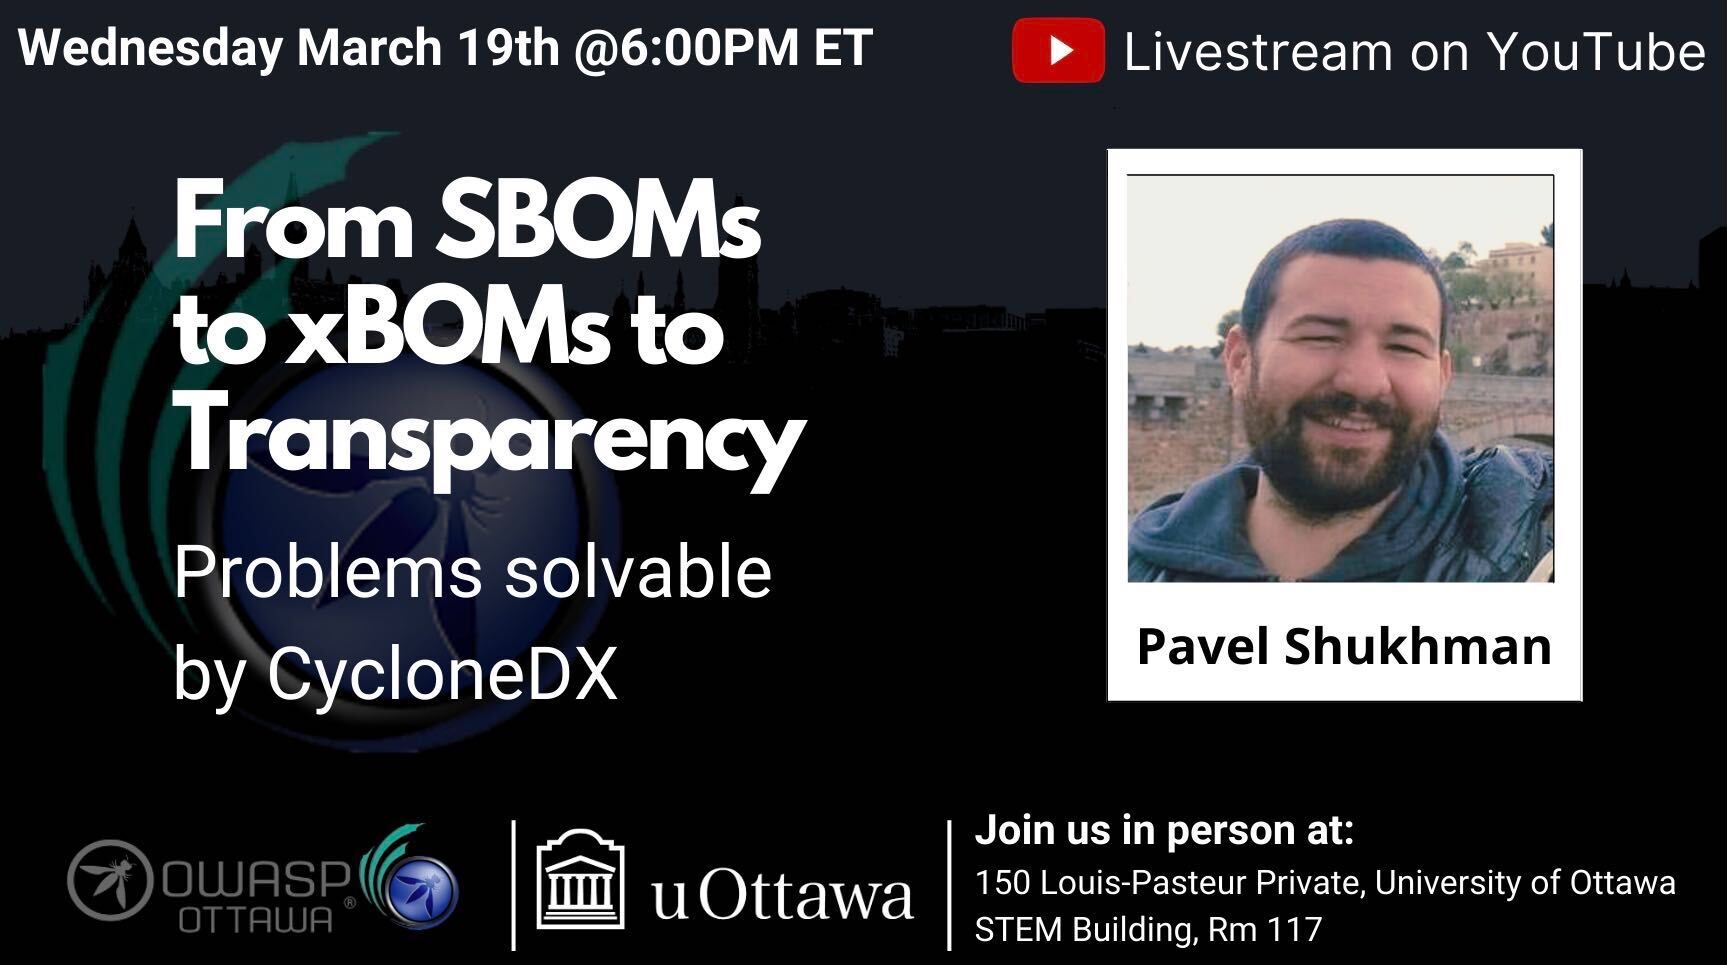 Wednesday March 19th @6:00PM ET
Livestream on YouTube
From SBOMs
to xBOMs to
Transparency
Problems solvable
by CycloneDX
Pavel Shukhman
OWASP
OTTAWA ®
uOttawa
Join us in person at:
150 Louis-Pasteur Private, University of Ottawa
STEM Building, Rm 117